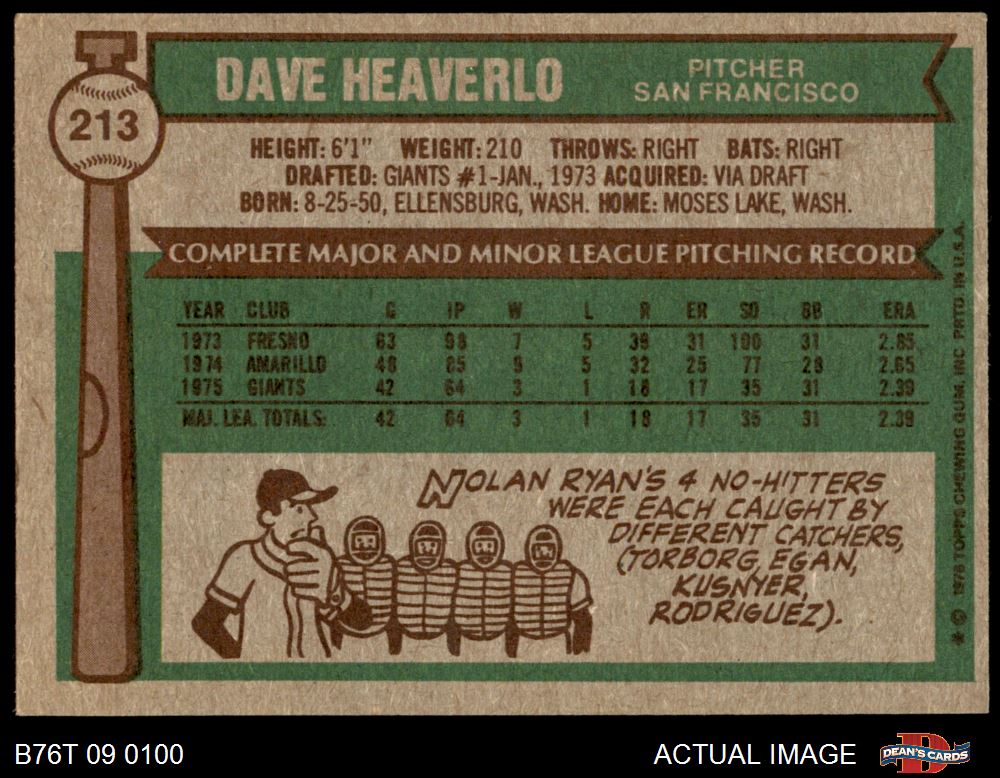 213
DAVE HEAVERLO
PITCHER
SAN FRANCISCO
HEIGHT: 6'1" WEIGHT: 210 THROWS: RIGHT BATS: RIGHT
DRAFTED: GIANTS #1-JAN., 1973 ACQUIRED: VIA DRAFT
BORN: 8-25-50, ELLENSBURG, WASH. HOME: MOSES LAKE, WASH.
COMPLETE MAJOR AND MINOR LEAGUE PITCHING RECORD
YEAR CLUB G IP W L R ER SO BB ERA
1973 FRESNO 63 98 7 5 39 31 100 31 2.85
1974 AMARILLO 48 85 5 32 25 77 28 2.65
1975 GIANTS 42 64 3 1 18 17 35 31 2.39
MAJ. LEA. TOTALS: 42 64 3 1 18 17 35 31 2.39
NOLAN RYAN'S 4 NO-HITTERS
WERE EACH CAUGHT BY
DIFFERENT CATCHERS,
(TORBORG, EGAN,
KUSNYER,
RODRIGUEZ).
* © 1976 TOPPS CHEWING GUM, INC PRTD IN U.S.A.
B76T 09 0100
ACTUAL IMAGE
D
DEAN'S CARDS